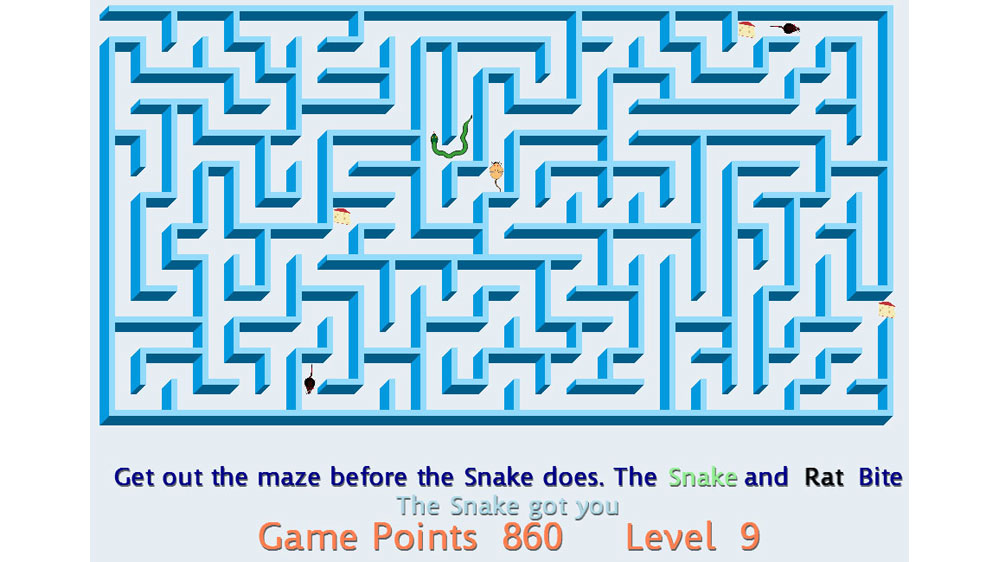 Get out the maze before the Snake does. The Snake and Rat Bite
The Snake got you
Game Points 860 Level 9